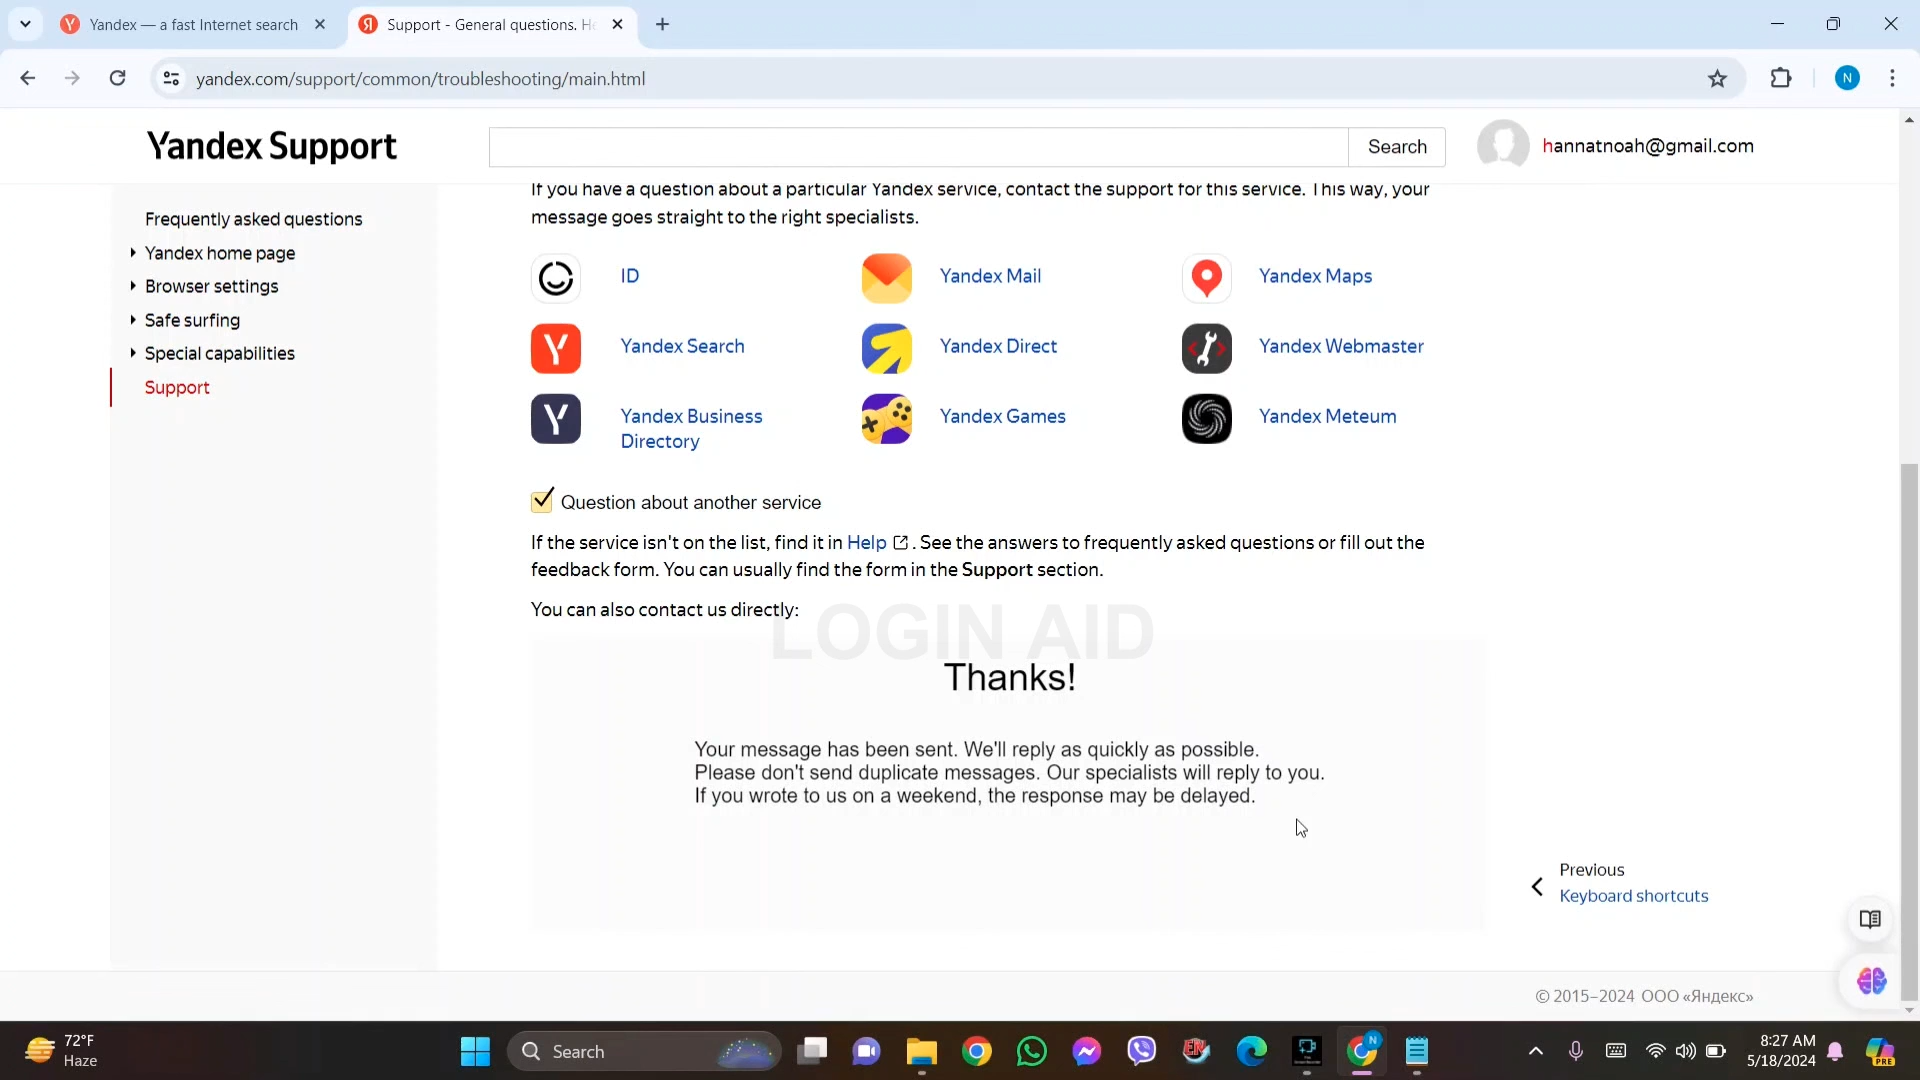 Yandex — a fast Internet search
Support - General questions. He
yandex.com/support/common/troubleshooting/main.html
N
Yandex Support
Search
hannatnoah@gmail.com
Frequently asked questions
Yandex home page
Browser settings
Safe surfing
Special capabilities
Support
If you have a question about a particular Yandex service, contact the support for this service. This way, your
message goes straight to the right specialists.
ID
Yandex Mail
Yandex Maps
Yandex Search
Yandex Direct
Yandex Webmaster
Yandex Business
Directory
Yandex Games
Yandex Meteum
Question about another service
If the service isn't on the list, find it in Help . See the answers to frequently asked questions or fill out the
feedback form. You can usually find the form in the Support section.
You can also contact us directly:
LOGIN AID
Thanks!
Your message has been sent. We'll reply as quickly as possible.
Please don't send duplicate messages. Our specialists will reply to you.
If you wrote to us on a weekend, the response may be delayed.
Previous
Keyboard shortcuts
© 2015–2024 ООО «Яндекс»
72°F
Haze
Search
N
8:27 AM
5/18/2024
PRE